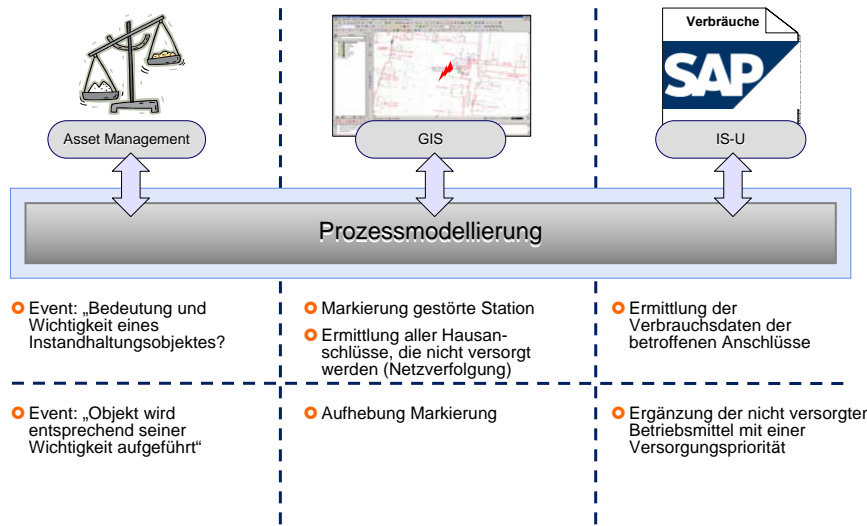 Verbräuche
SAP
Asset Management
GIS
IS-U
Prozessmodellierung
Event: „Bedeutung und
Wichtigkeit eines
Instandhaltungsobjektes?
Markierung gestörte Station
Ermittlung aller Hausan-
schlüsse, die nicht versorgt
werden (Netzverfolgung)
Ermittlung der
Verbrauchsdaten der
betroffenen Anschlüsse
Event: „Objekt wird
entsprechend seiner
Wichtigkeit aufgeführt“
Aufhebung Markierung
Ergänzung der nicht versorgter
Betriebsmittel mit einer
Versorgungspriorität